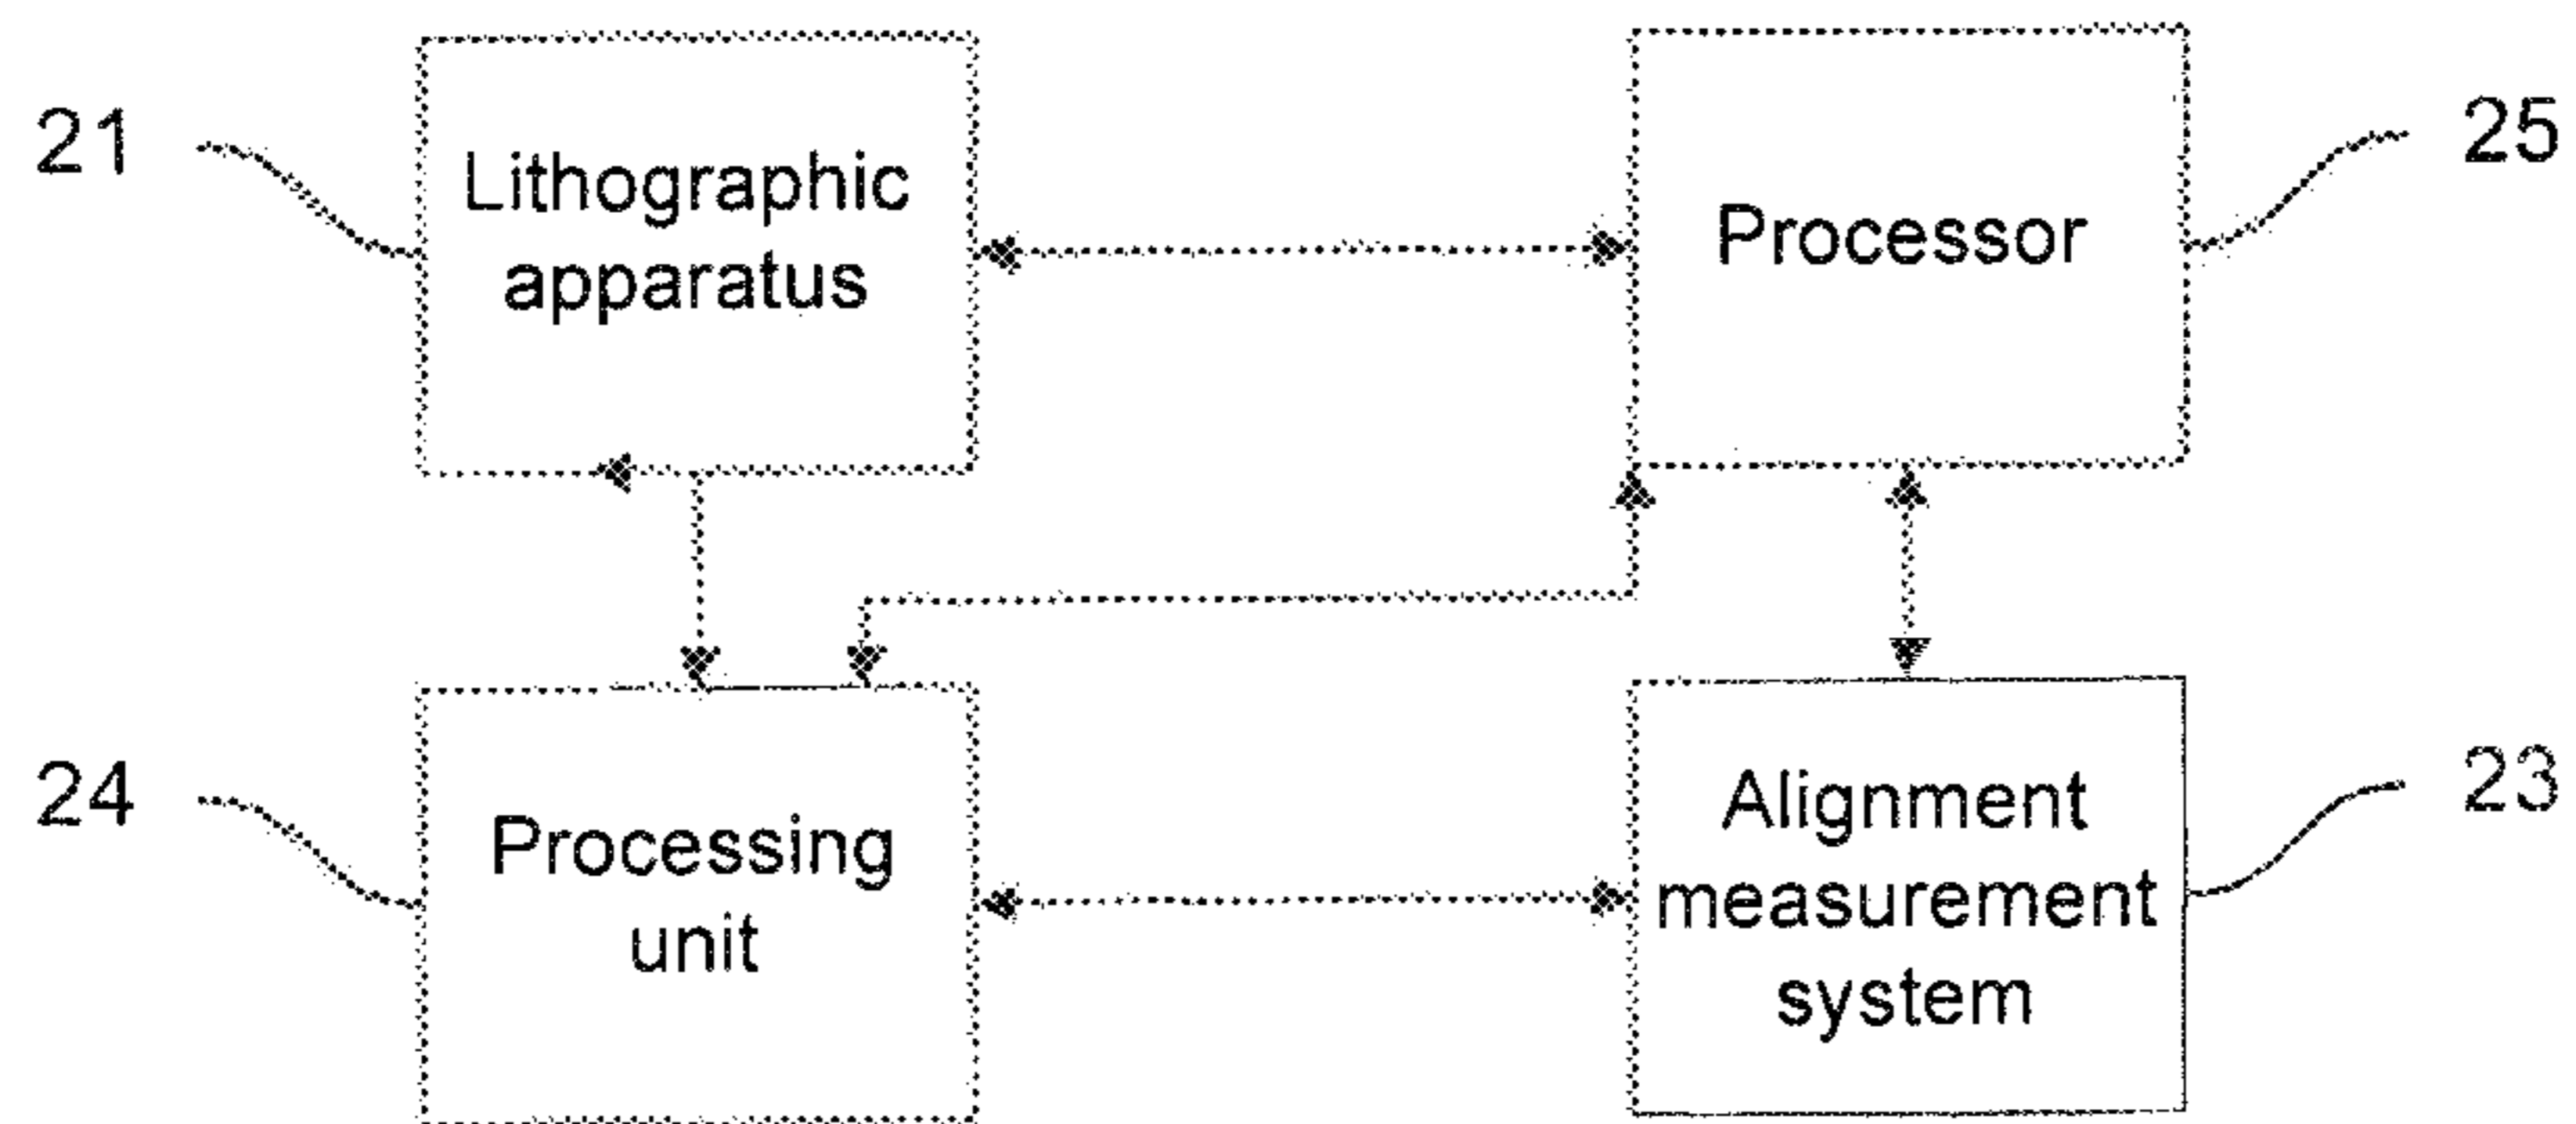 21
Lithographic
apparatus
Processor
25
24
Processing
unit
Alignment
measurement
system
23